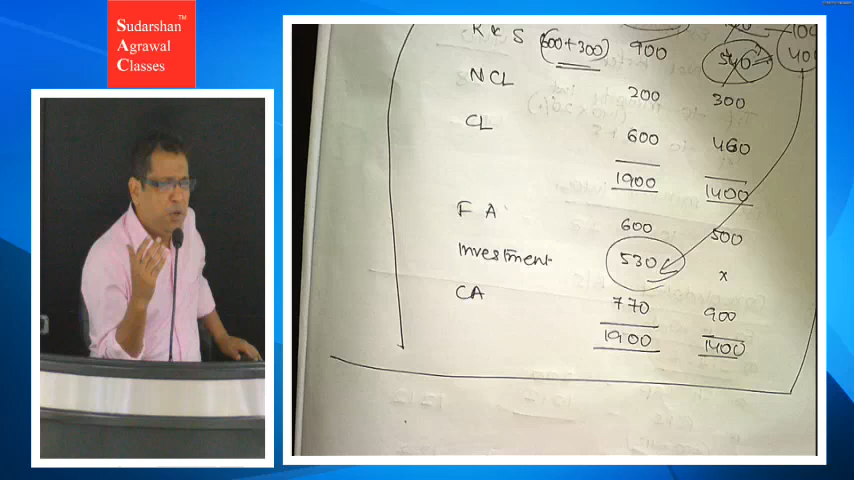 Sudarshan™
Agrawal
Classes
R & S (600+300) 900 540
400
NCL 200 300
CL 600 460
1900 1400
F A 600 500
Investment 530 x
CA 770 900
1900 1400